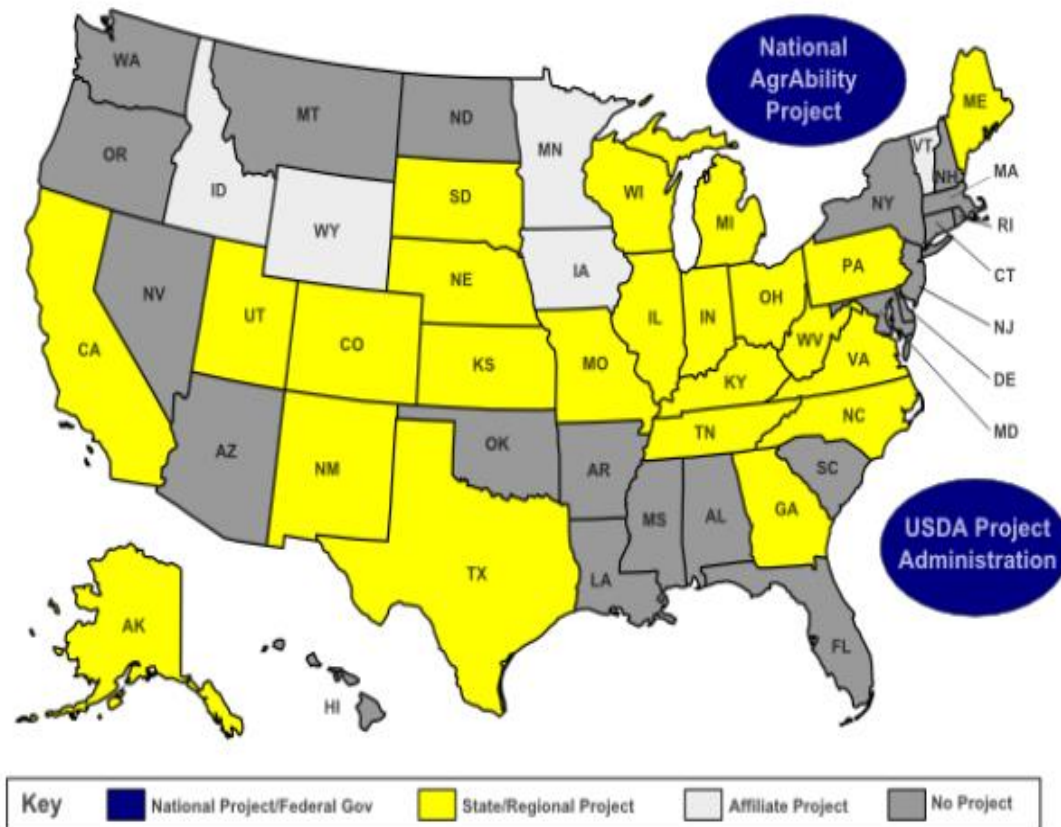 National
AgrAbility
Project
WA
MT
ND
MN
ME
VT
NH
MA
OR
ID
SD
WI
NY
RI
WY
MI
CT
IA
PA
NE
NV
UT
IL
IN
OH
NJ
CO
CA
WV
VA
KS
MO
KY
DE
NC
MD
TN
OK
AZ
NM
AR
SC
MS
AL
GA
USDA Project
Administration
TX
LA
AK
FL
HI
Key
National Project/Federal Gov
State/Regional Project
Affiliate Project
No Project